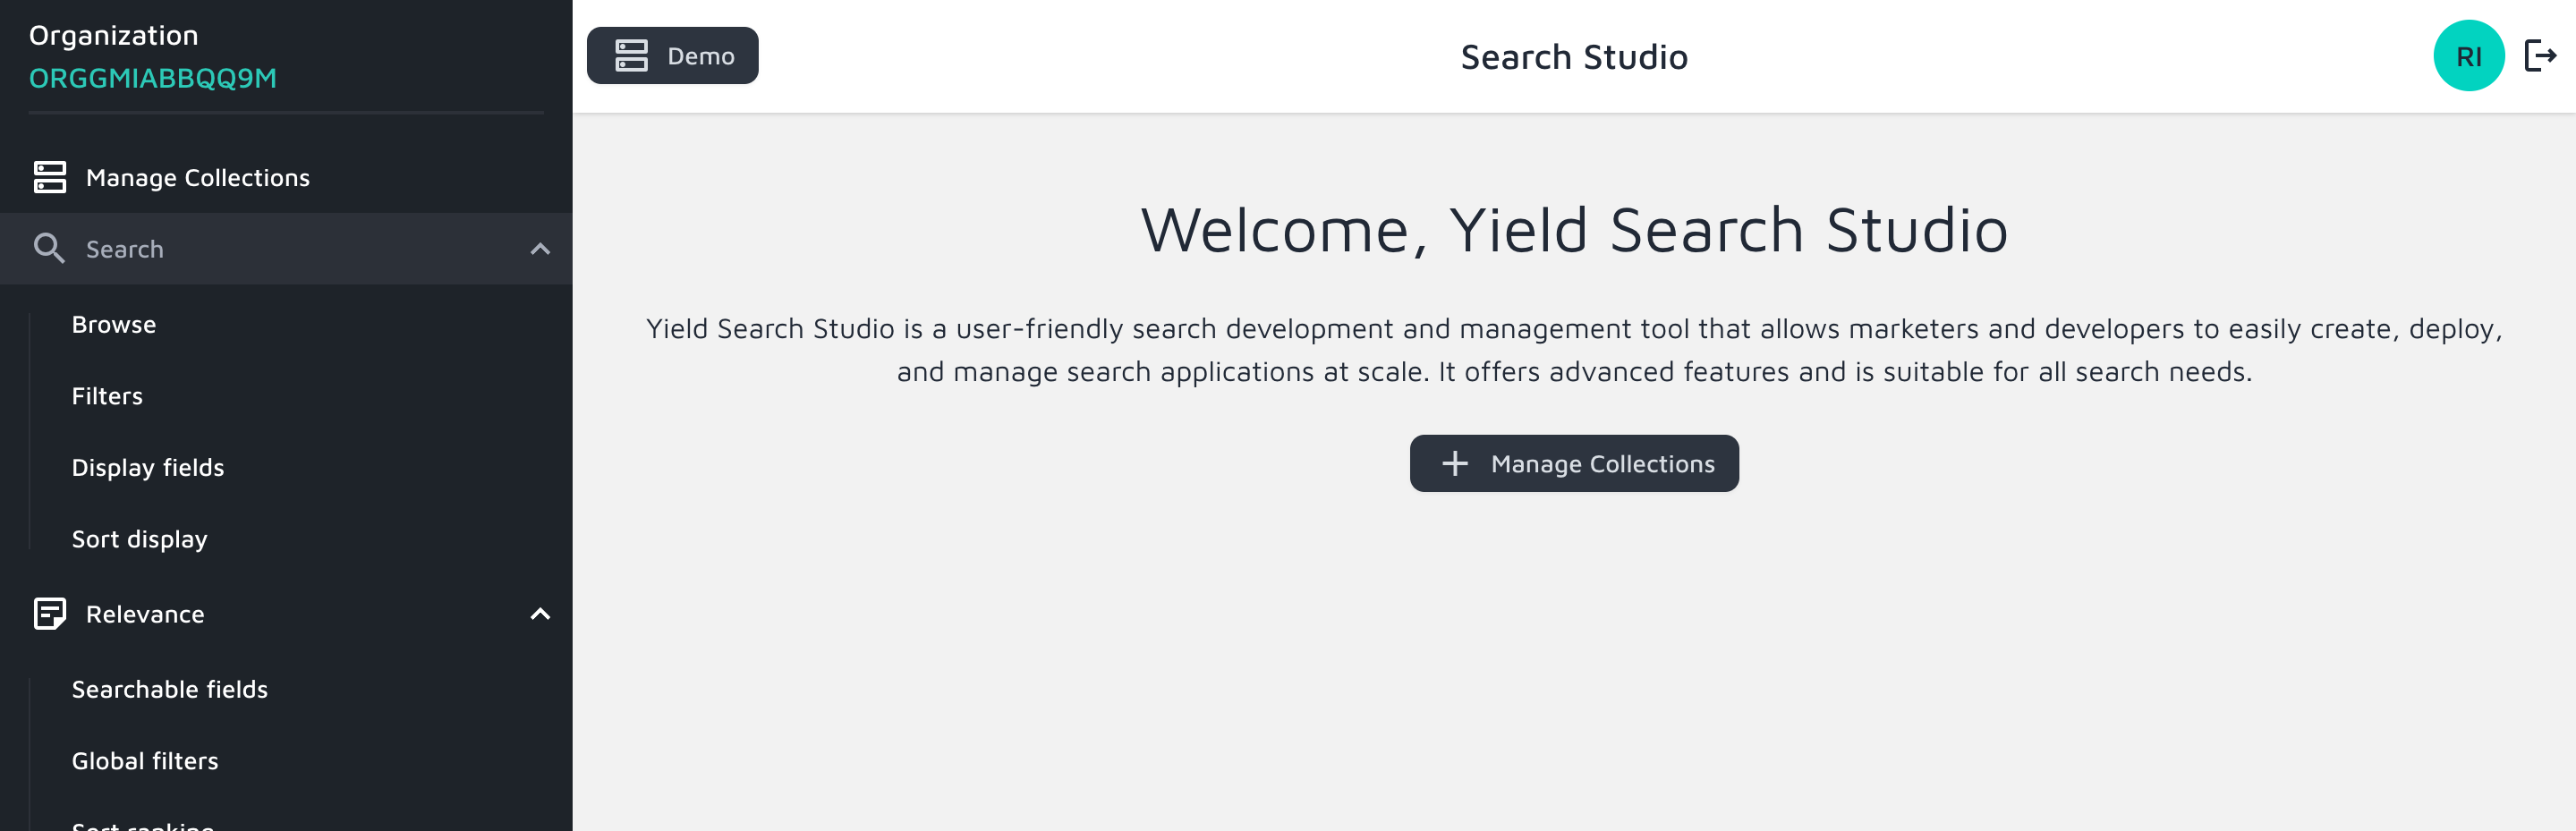 Organization
ORGGMIABBQQ9M
Manage Collections
Search
Browse
Filters
Display fields
Sort display
Relevance
Searchable fields
Global filters
Sort ranking
Demo
Search Studio
RI
Welcome, Yield Search Studio
Yield Search Studio is a user-friendly search development and management tool that allows marketers and developers to easily create, deploy,
and manage search applications at scale. It offers advanced features and is suitable for all search needs.
Manage Collections